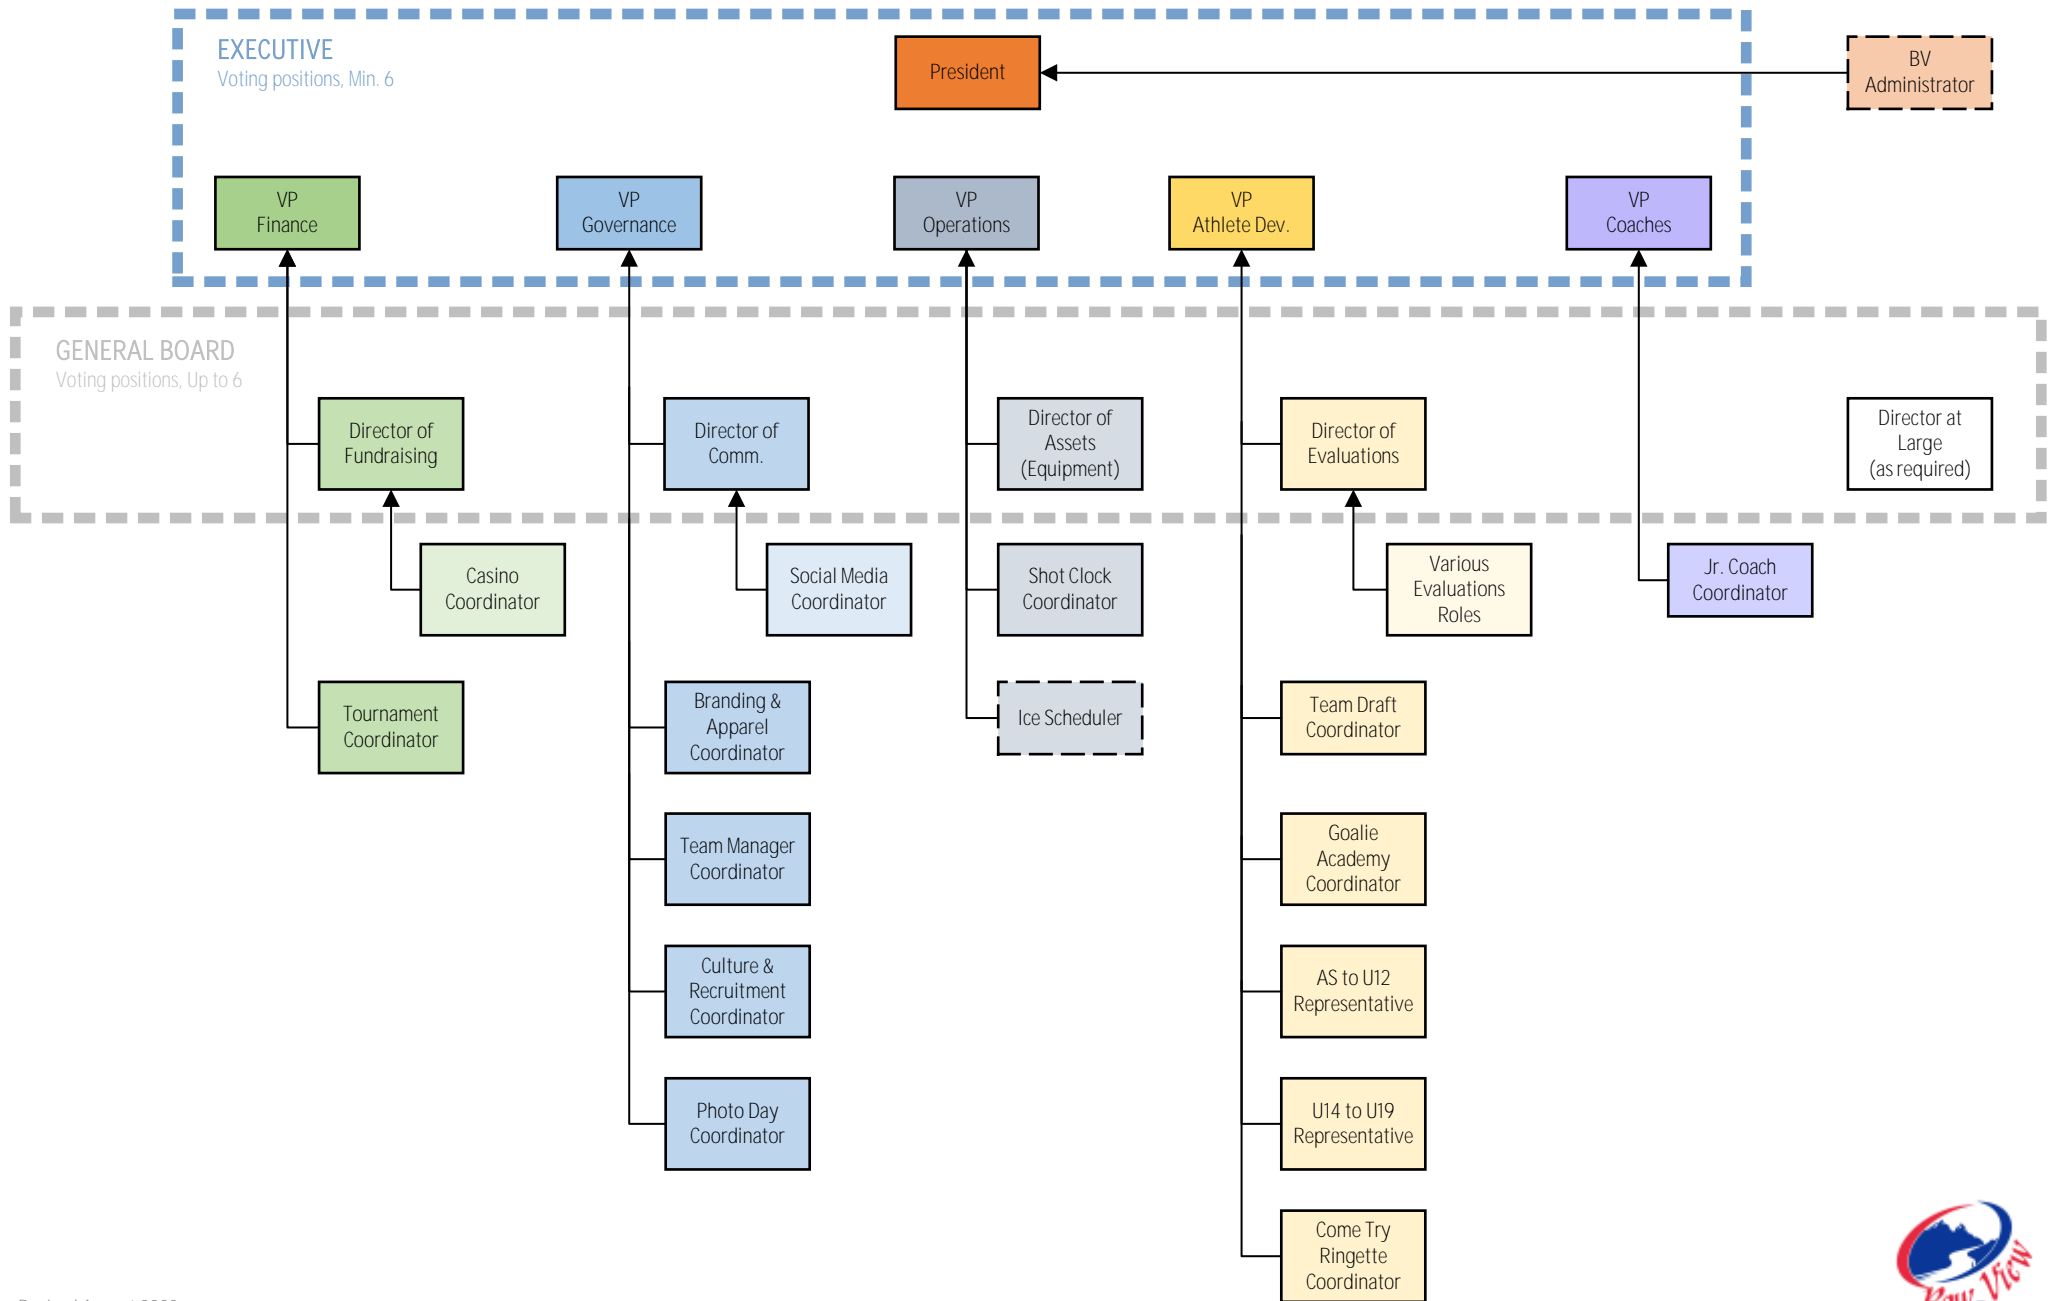 EXECUTIVE
Voting positions, Min. 6
President
BV
Administrator
VP
Finance
VP
Governance
VP
Operations
VP
Athlete Dev.
VP
Coaches
GENERAL BOARD
Voting positions, Up to 6
Director of
Fundraising
Director of
Comm.
Director of
Assets
(Equipment)
Director of
Evaluations
Director at
Large
(as required)
Casino
Coordinator
Social Media
Coordinator
Shot Clock
Coordinator
Various
Evaluations
Roles
Jr. Coach
Coordinator
Tournament
Coordinator
Branding &
Apparel
Coordinator
Ice Scheduler
Team Draft
Coordinator
Team Manager
Coordinator
Goalie
Academy
Coordinator
Culture &
Recruitment
Coordinator
AS to U12
Representative
Photo Day
Coordinator
U14 to U19
Representative
Come Try
Ringette
Coordinator
Bow View